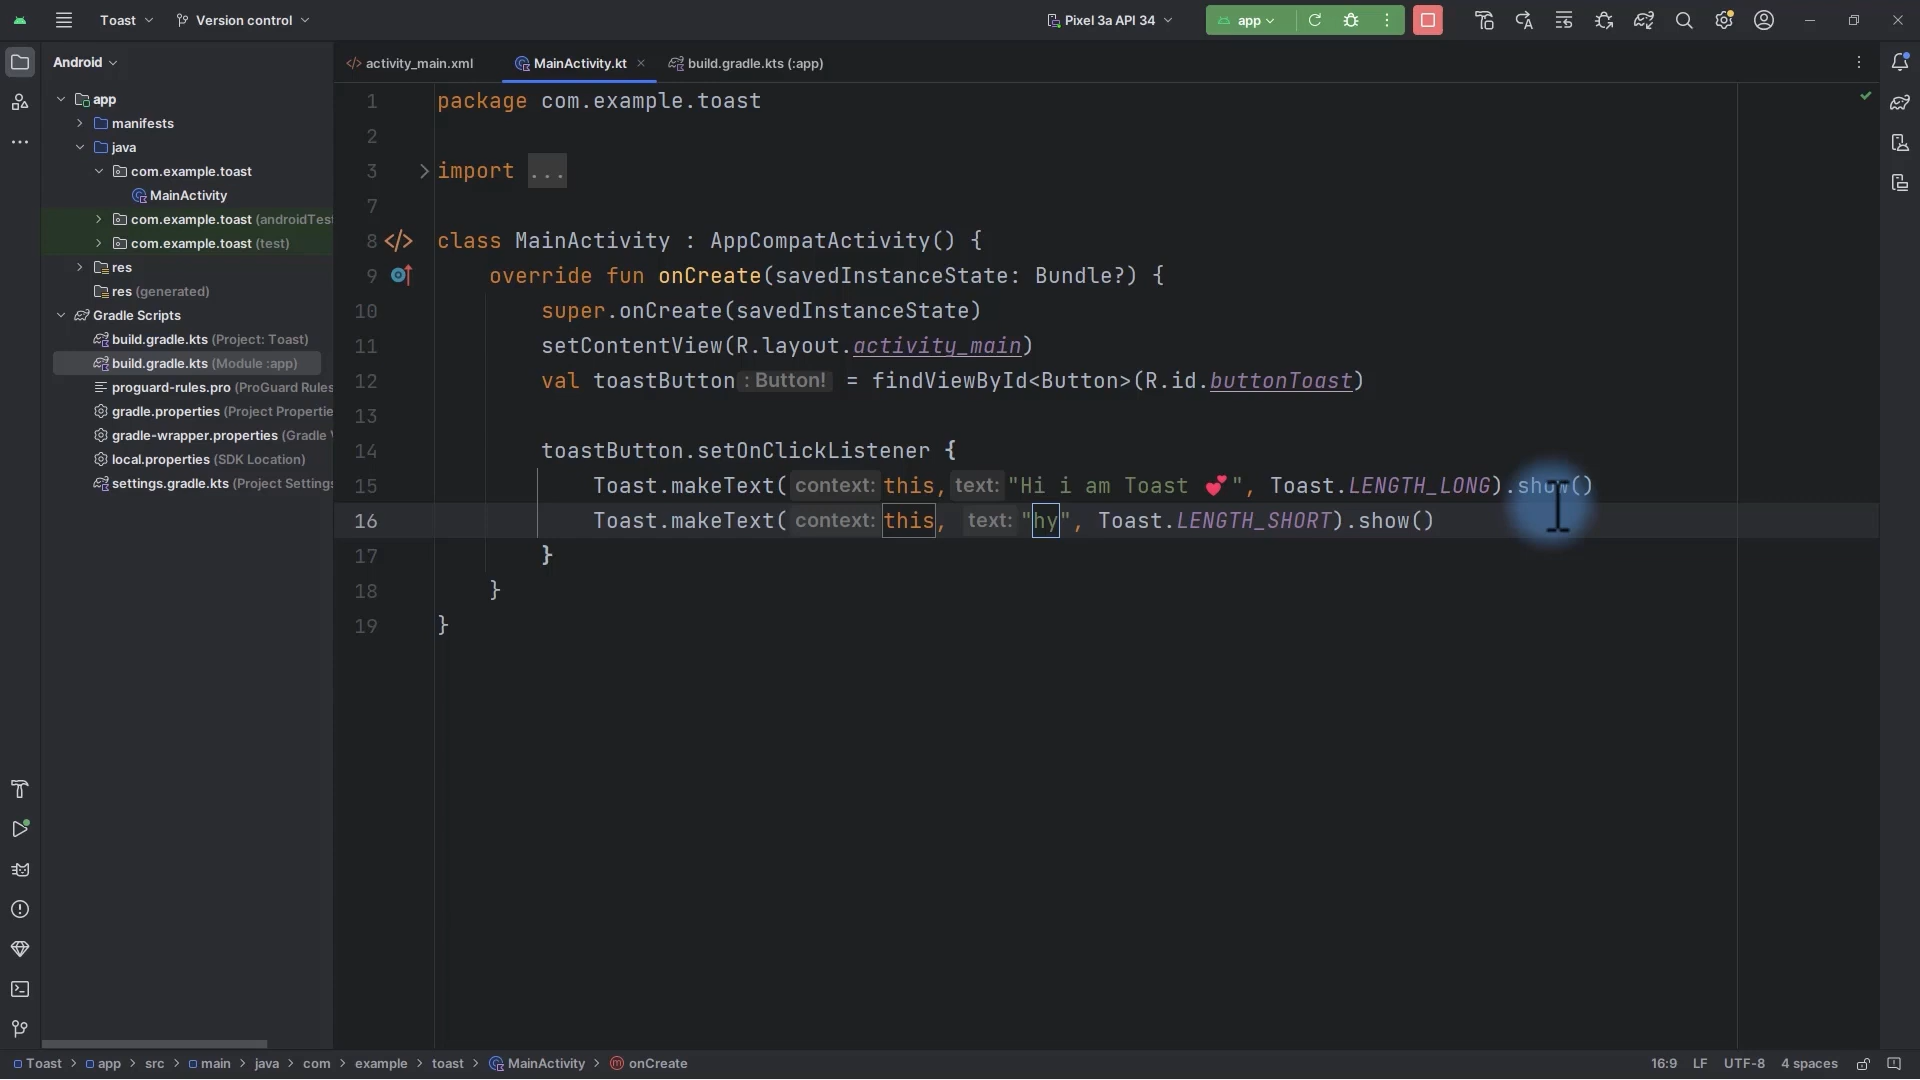 Toast
Version control
Pixel 3a API 34
app
Android
activity_main.xml
MainActivity.kt
build.gradle.kts (:app)
app
manifests
java
com.example.toast
MainActivity
com.example.toast (androidTest
com.example.toast (test)
res
res (generated)
Gradle Scripts
build.gradle.kts (Project: Toast)
build.gradle.kts (Module :app)
proguard-rules.pro (ProGuard Rules
gradle.properties (Project Propertie
gradle-wrapper.properties (Gradle
local.properties (SDK Location)
settings.gradle.kts (Project Settings
1 package com.example.toast
2
3 import ...
7
8 class MainActivity : AppCompatActivity() {
9 override fun onCreate(savedInstanceState: Bundle?) {
10 super.onCreate(savedInstanceState)
11 setContentView(R.layout.activity_main)
12 val toastButton : Button! = findViewById<Button>(R.id.buttonToast)
13
14 toastButton.setOnClickListener {
15 Toast.makeText( context: this, text: "Hi i am Toast 💕", Toast.LENGTH_LONG).show()
16 Toast.makeText( context: this, text: "hy", Toast.LENGTH_SHORT).show()
17 }
18 }
19 }
Toast > app > src > main > java > com > example > toast > MainActivity > onCreate
16:9 LF UTF-8 4 spaces